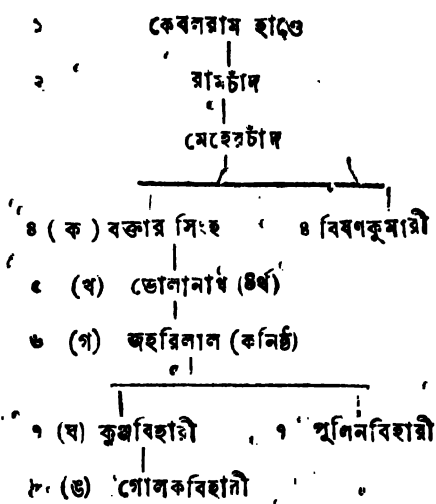 ১ কেবলরাম হাণ্ডে
২ রামচাঁদ
মেহেরচাঁদ
৪ (ক) বক্তার সিংহ ৪ বিষণকুমারী
৫ (খ) ভোলানাথ (৪র্থ)
৬ (গ) জহরিলাল (কনিষ্ঠ)
৭ (ঘ) কুঞ্জবিহারী ৭ পুলিনবিহারী
৮ (ঙ) গোলকবিহারী